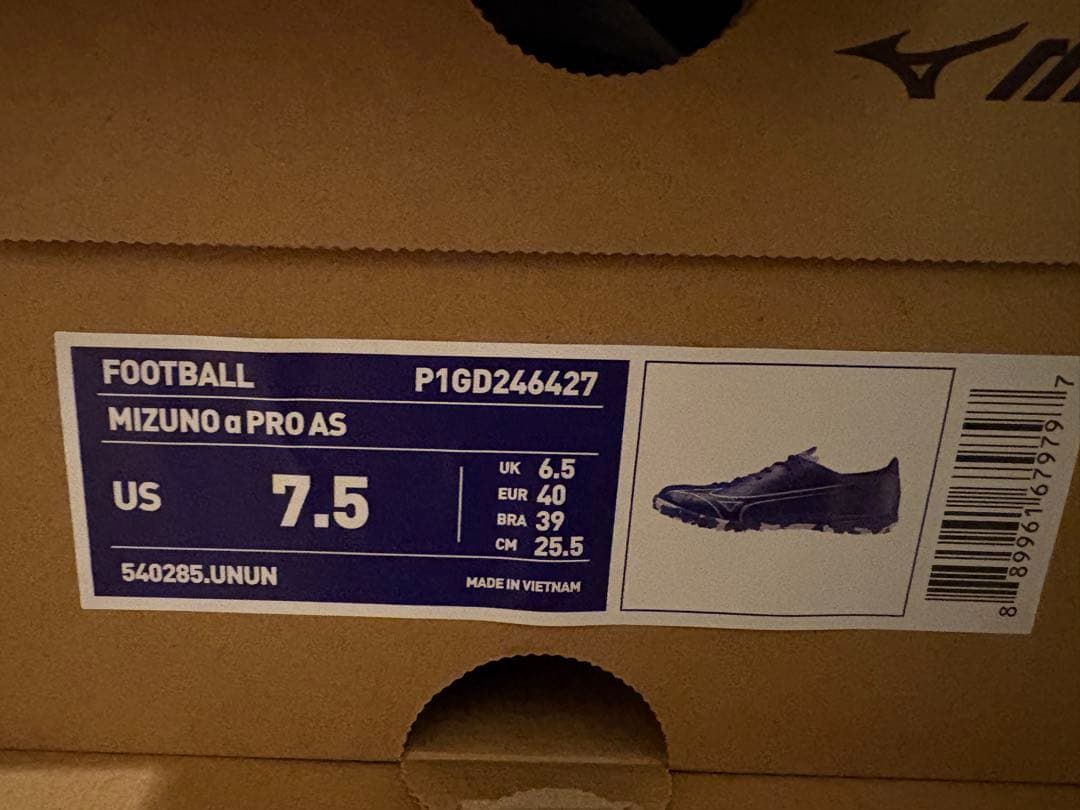 FOOTBALL P1GD246427
MIZUNO α PRO AS
US 7.5
UK 6.5
EUR 40
BRA 39
CM 25.5
540285.UNUN MADE IN VIETNAM
8 89961 67979 7